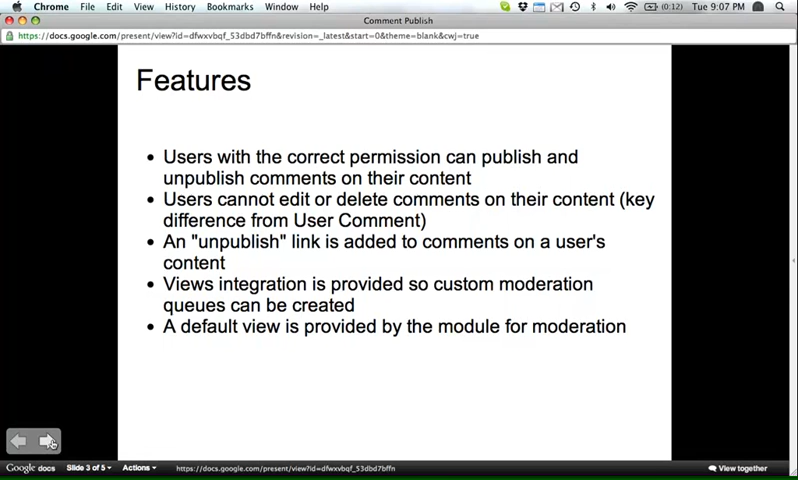 Chrome File Edit View History Bookmarks Window Help (0:12) Tue 9:07 PM
Comment Publish
https://docs.google.com/present/view?id=dfwxvbqf_53dbd7bffn&revision=_latest&start=0&theme=blank&cwj=true
Features
• Users with the correct permission can publish and
unpublish comments on their content
• Users cannot edit or delete comments on their content (key
difference from User Comment)
• An "unpublish" link is added to comments on a user's
content
• Views integration is provided so custom moderation
queues can be created
• A default view is provided by the module for moderation
Google docs Slide 3 of 5 Actions https://docs.google.com/present/view?id=dfwxvbqf_53dbd7bffn View together